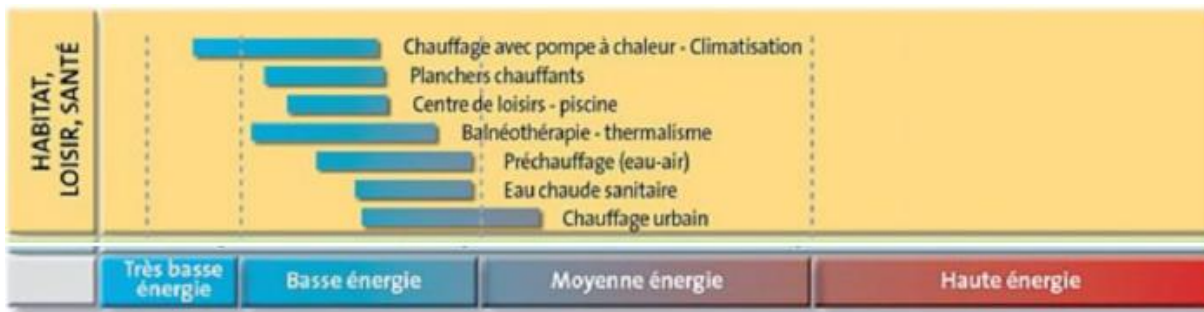 HABITAT,
LOISIR, SANTÉ
Chauffage avec pompe à chaleur - Climatisation
Planchers chauffants
Centre de loisirs - piscine
Balnéothérapie - thermalisme
Préchauffage (eau-air)
Eau chaude sanitaire
Chauffage urbain
Très basse
énergie
Basse énergie
Moyenne énergie
Haute énergie